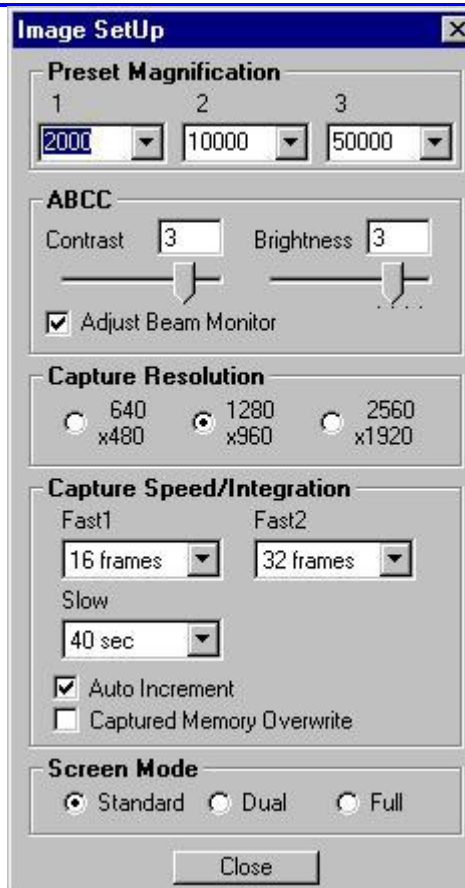 Image SetUp
Preset Magnification
1 2 3
2000 10000 50000
ABCC
Contrast 3 Brightness 3
Adjust Beam Monitor
Capture Resolution
640 x480 1280 x960 2560 x1920
Capture Speed/Integration
Fast1 Fast2
16 frames 32 frames
Slow
40 sec
Auto Increment
Captured Memory Overwrite
Screen Mode
Standard Dual Full
Close